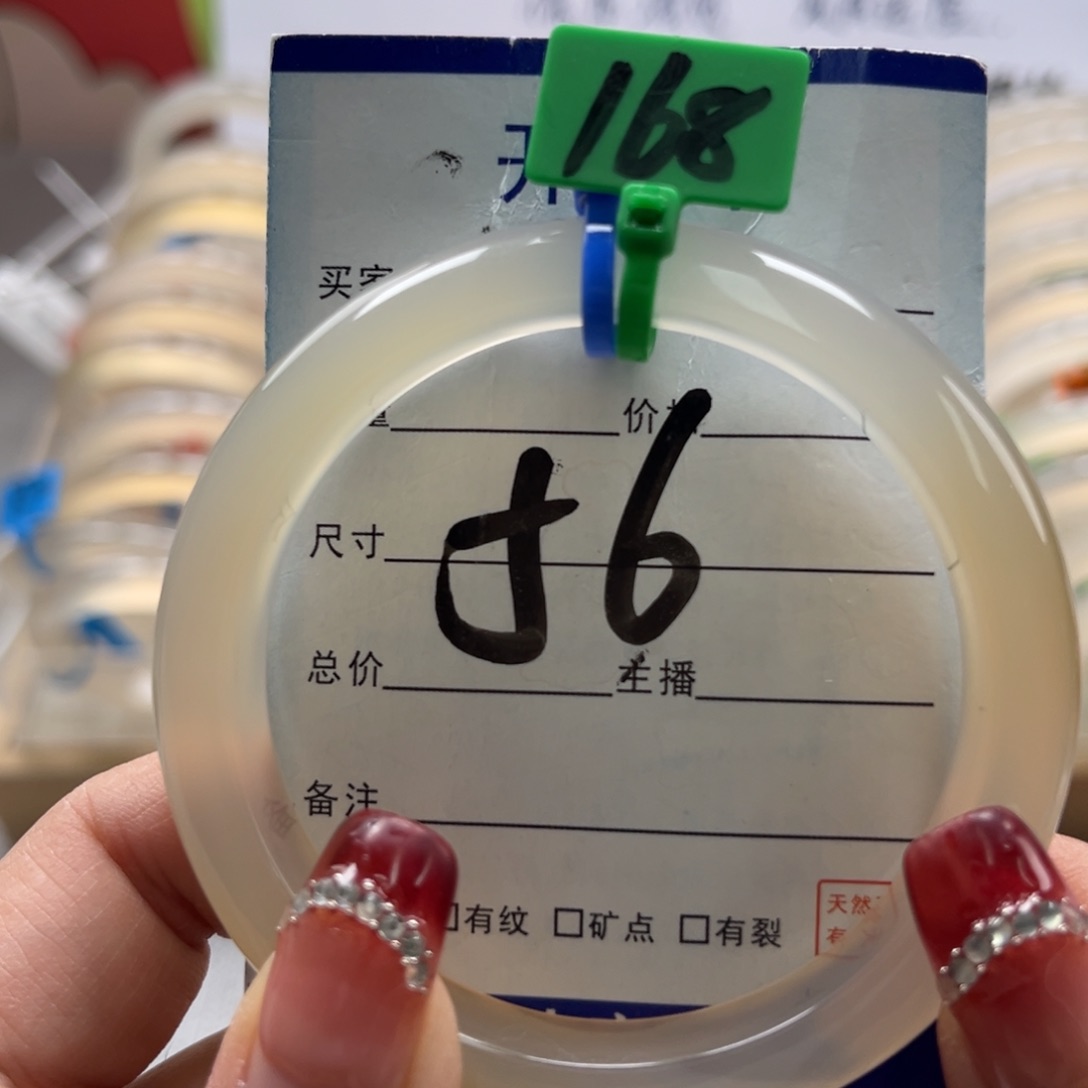 168
买家
价格
56
尺寸
总价 主播
备注
□有纹 □矿点 □有裂
天然
有